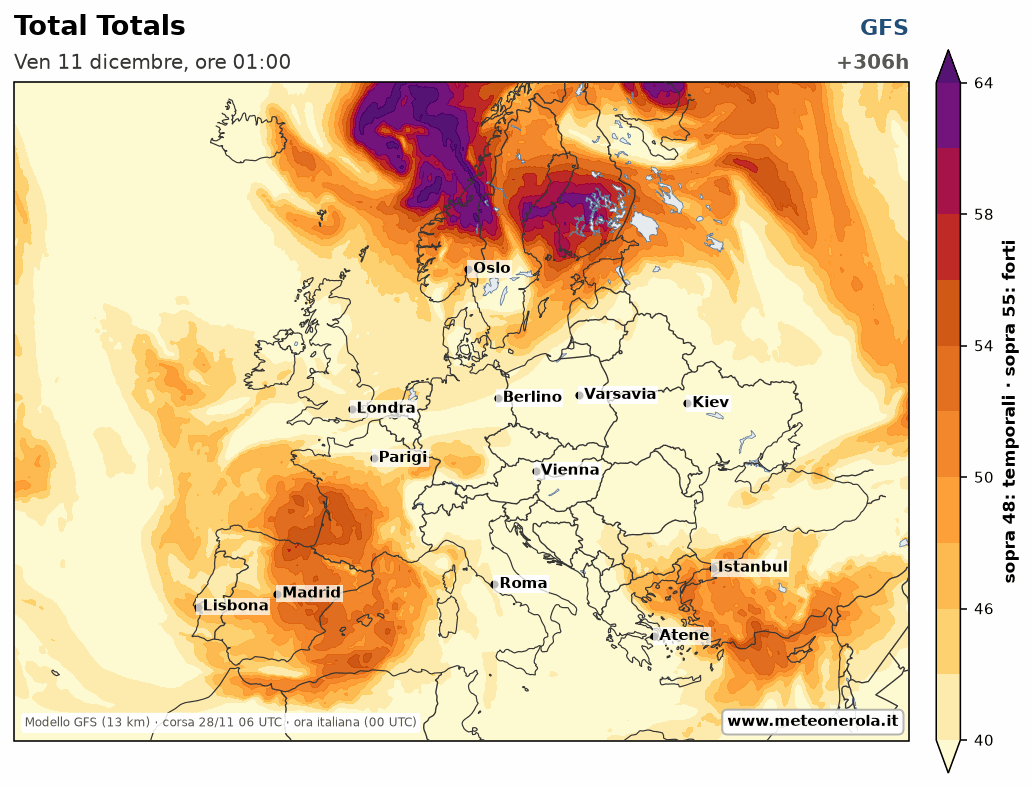 Total Totals
GFS
Ven 11 dicembre, ore 01:00
+306h
64
58
54
50
46
40
sopra 48: temporali · sopra 55: forti
Oslo
Londra
Berlino
Varsavia
Kiev
Parigi
Vienna
Istanbul
Roma
Madrid
Lisbona
Atene
Modello GFS (13 km) · corsa 28/11 06 UTC · ora italiana (00 UTC)
www.meteonerola.it